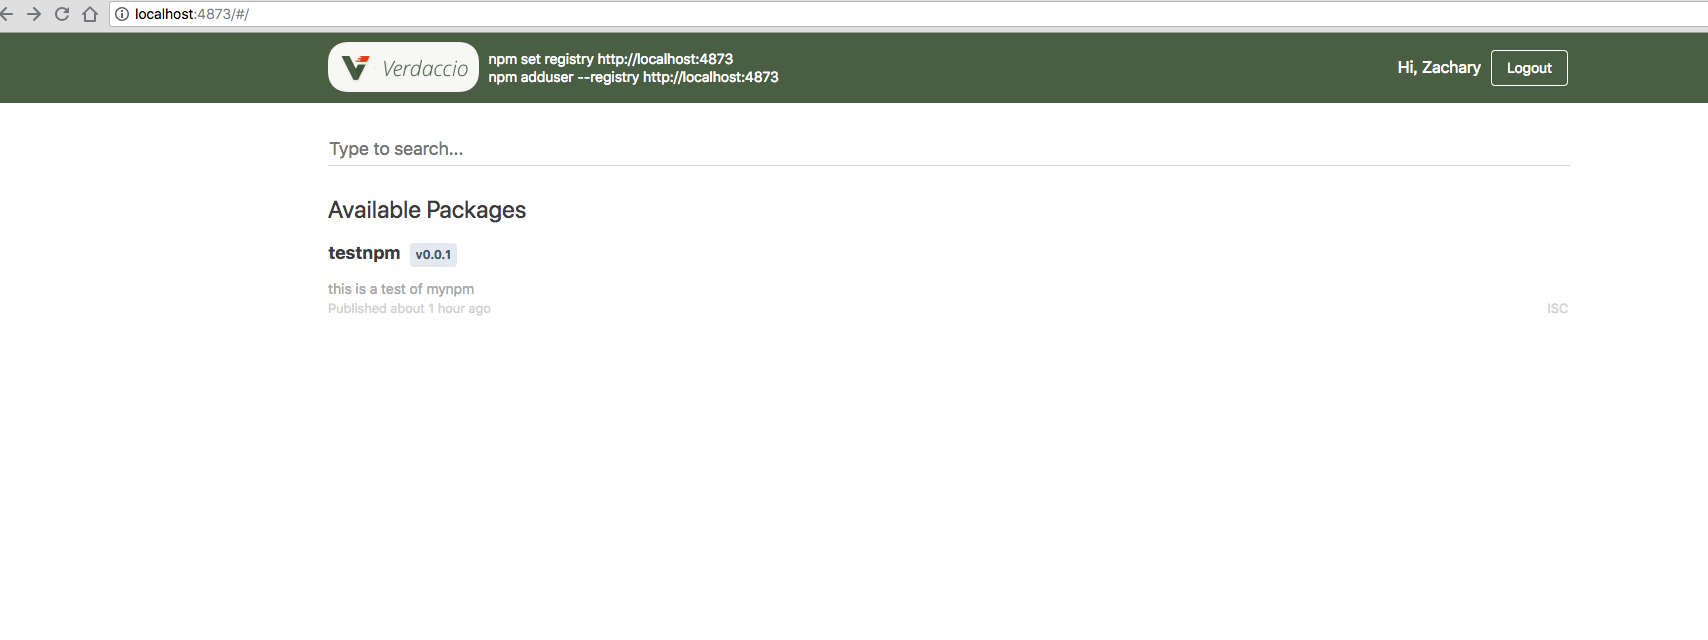 localhost:4873/#/
Verdaccio
npm set registry http://localhost:4873
npm adduser --registry http://localhost:4873
Hi, Zachary
Logout
Type to search...
Available Packages
testnpm v0.0.1
this is a test of mynpm
Published about 1 hour ago
ISC